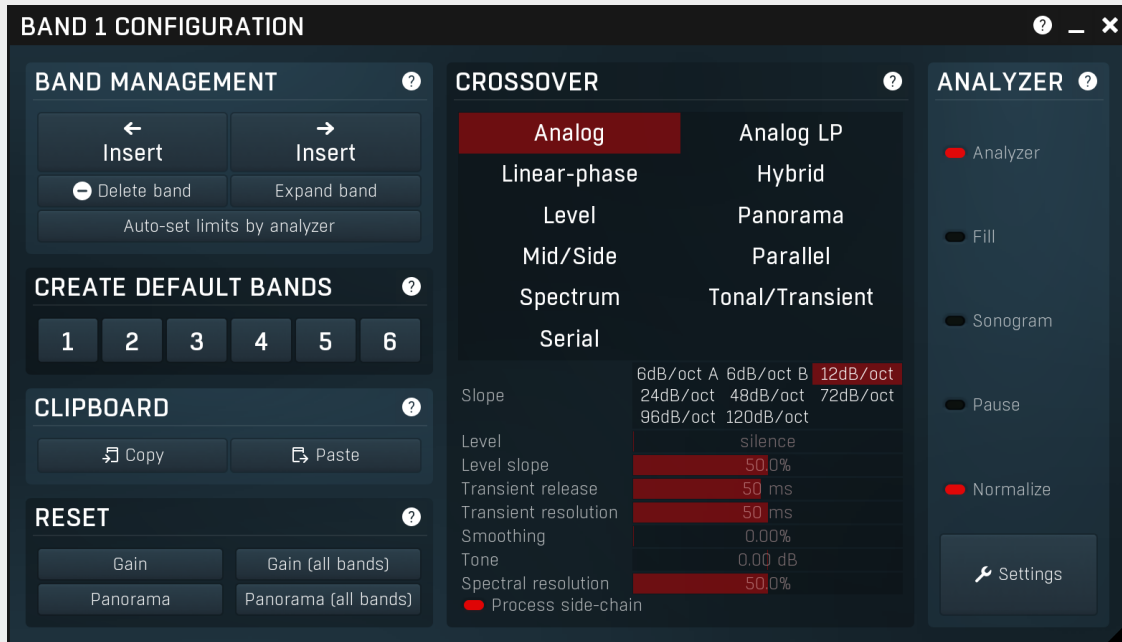 BAND 1 CONFIGURATION
?
BAND MANAGEMENT ?
Insert Insert
Delete band Expand band
Auto-set limits by analyzer
CREATE DEFAULT BANDS ?
1 2 3 4 5 6
CLIPBOARD ?
Copy Paste
RESET ?
Gain Gain (all bands)
Panorama Panorama (all bands)
CROSSOVER ?
Analog Analog LP
Linear-phase Hybrid
Level Panorama
Mid/Side Parallel
Spectrum Tonal/Transient
Serial
6dB/oct A 6dB/oct B 12dB/oct
Slope 24dB/oct 48dB/oct 72dB/oct
96dB/oct 120dB/oct
Level silence
Level slope 50.0%
Transient release 50 ms
Transient resolution 50 ms
Smoothing 0.00%
Tone 0.00 dB
Spectral resolution 50.0%
Process side-chain
ANALYZER ?
Analyzer
Fill
Sonogram
Pause
Normalize
Settings